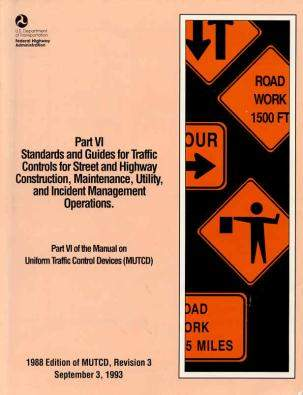 U.S. Department
of Transportation
Federal Highway
Administration
Part VI
Standards and Guides for Traffic
Controls for Street and Highway
Construction, Maintenance, Utility,
and Incident Management
Operations.
Part VI of the Manual on
Uniform Traffic Control Devices (MUTCD)
1988 Edition of MUTCD, Revision 3
September 3, 1993
ROAD
WORK
1500 FT
OUR
OAD
ORK
5 MILES